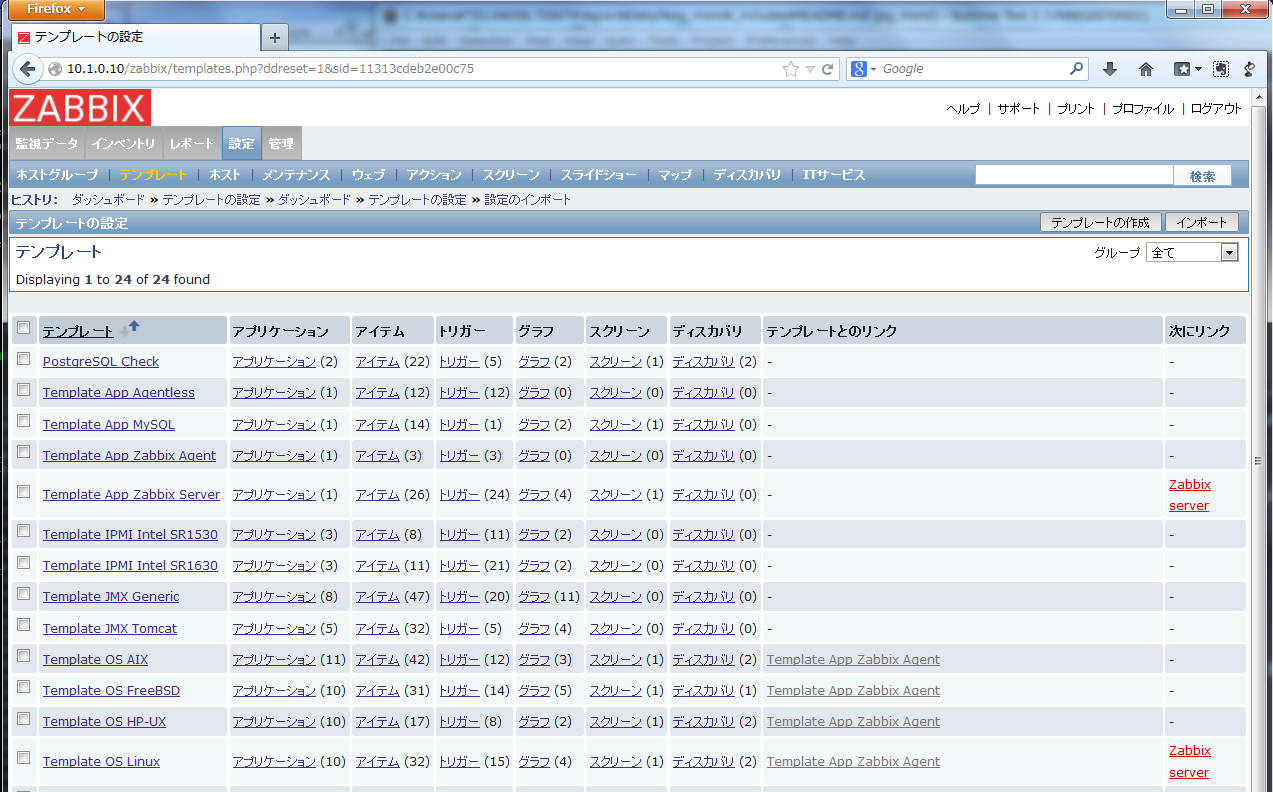 Firefox
テンプレートの設定
10.1.0.10/zabbix/templates.php?ddreset=1&sid=11313cdeb2e00c75
Google
ZABBIX
ヘルプ | サポート | プリント | プロファイル | ログアウト
監視データ インベントリ レポート 設定 管理
ホストグループ | テンプレート | ホスト | メンテナンス | ウェブ | アクション | スクリーン | スライドショー | マップ | ディスカバリ | ITサービス 検索
ヒストリ: ダッシュボード » テンプレートの設定 » ダッシュボード » テンプレートの設定 » 設定のインポート
テンプレートの設定 テンプレートの作成 インポート
テンプレート グループ 全て
Displaying 1 to 24 of 24 found
テンプレート アプリケーション アイテム トリガー グラフ スクリーン ディスカバリ テンプレートとのリンク 次にリンク
PostgreSQL Check アプリケーション (2) アイテム (22) トリガー (5) グラフ (2) スクリーン (1) ディスカバリ (2) - -
Template App Agentless アプリケーション (1) アイテム (12) トリガー (12) グラフ (0) スクリーン (0) ディスカバリ (0) - -
Template App MySQL アプリケーション (1) アイテム (14) トリガー (1) グラフ (2) スクリーン (1) ディスカバリ (0) - -
Template App Zabbix Agent アプリケーション (1) アイテム (3) トリガー (3) グラフ (0) スクリーン (0) ディスカバリ (0) - -
Template App Zabbix Server アプリケーション (1) アイテム (26) トリガー (24) グラフ (4) スクリーン (1) ディスカバリ (0) - Zabbix server
Template IPMI Intel SR1530 アプリケーション (3) アイテム (8) トリガー (11) グラフ (2) スクリーン (0) ディスカバリ (0) - -
Template IPMI Intel SR1630 アプリケーション (3) アイテム (11) トリガー (21) グラフ (2) スクリーン (0) ディスカバリ (0) - -
Template JMX Generic アプリケーション (8) アイテム (47) トリガー (20) グラフ (11) スクリーン (0) ディスカバリ (0) - -
Template JMX Tomcat アプリケーション (5) アイテム (32) トリガー (5) グラフ (4) スクリーン (0) ディスカバリ (0) - -
Template OS AIX アプリケーション (11) アイテム (42) トリガー (12) グラフ (3) スクリーン (1) ディスカバリ (2) Template App Zabbix Agent -
Template OS FreeBSD アプリケーション (10) アイテム (31) トリガー (14) グラフ (5) スクリーン (1) ディスカバリ (1) Template App Zabbix Agent -
Template OS HP-UX アプリケーション (10) アイテム (17) トリガー (8) グラフ (2) スクリーン (1) ディスカバリ (2) Template App Zabbix Agent -
Template OS Linux アプリケーション (10) アイテム (32) トリガー (15) グラフ (4) スクリーン (1) ディスカバリ (2) Template App Zabbix Agent Zabbix server